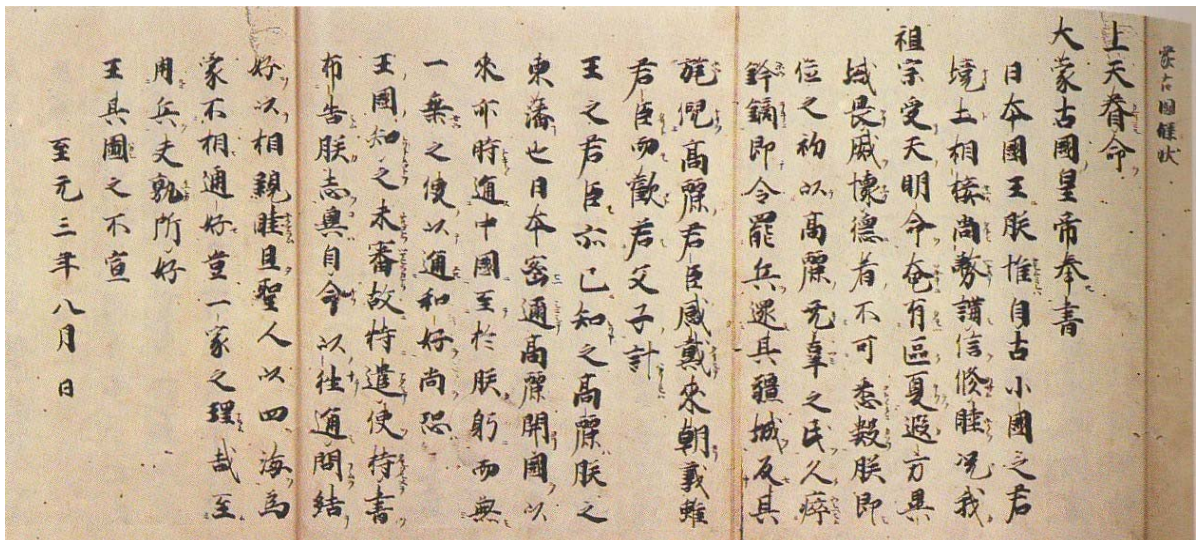 蒙古國牒状
上天眷命
大蒙古國皇帝奉書
日本國王朕惟自古小國之君
境土相接尚務講信修睦況我
祖宗受天明命奄有區夏遐方異
域畏威懷德者不可悉數朕即
位之初以高麗无辜之民久瘁
鋒鏑即令罷兵還其疆域反其
旄倪高麗君臣感戴來朝義雖
君臣而歡若父子計
王之君臣亦已知之高麗朕之
東藩也日本密邇高麗開國以
來亦時通中國至於朕躬而無
一乘之使以通和好尚恐
王國知之未審故特遣使持書
布告朕志冀自今以往通問結
好以相親睦且聖人以四海為
家不相通好豈一家之理哉至
用兵夫孰所好
王其圖之不宣
至元三年八月 日